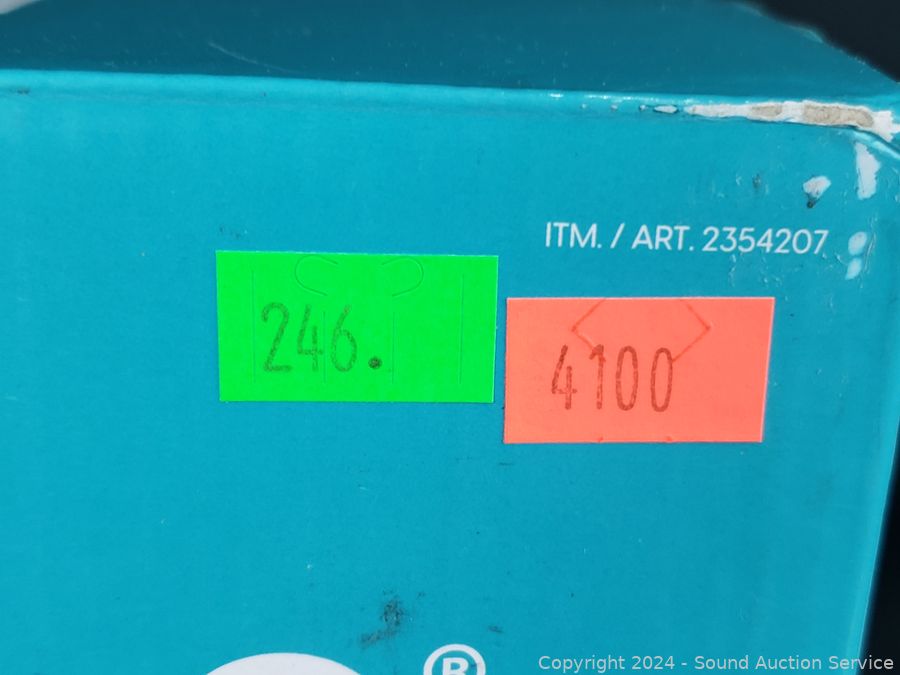 ITM. / ART. 2354207
246.
4100
®
Copyright 2024 - Sound Auction Service